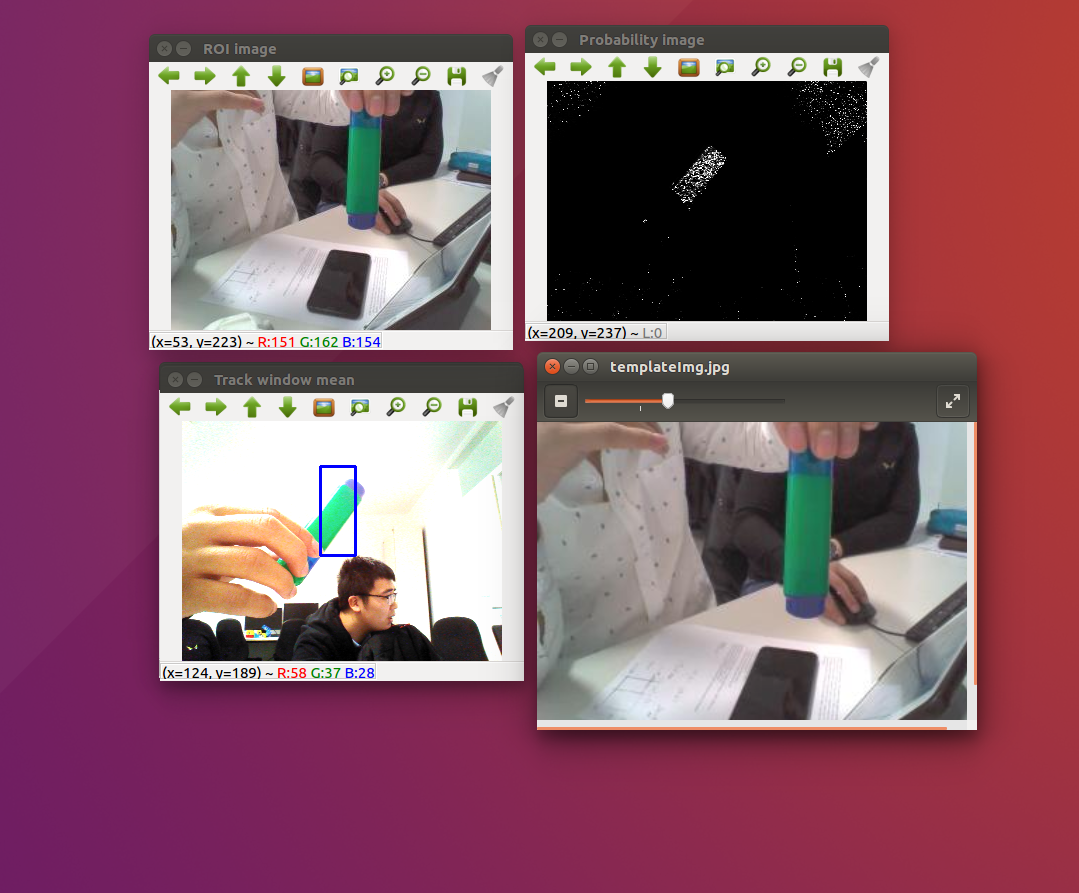 ROI image
(x=53, y=223) ~ R:151 G:162 B:154
Probability image
(x=209, y=237) ~ L:0
Track window mean
(x=124, y=189) ~ R:58 G:37 B:28
templateImg.jpg